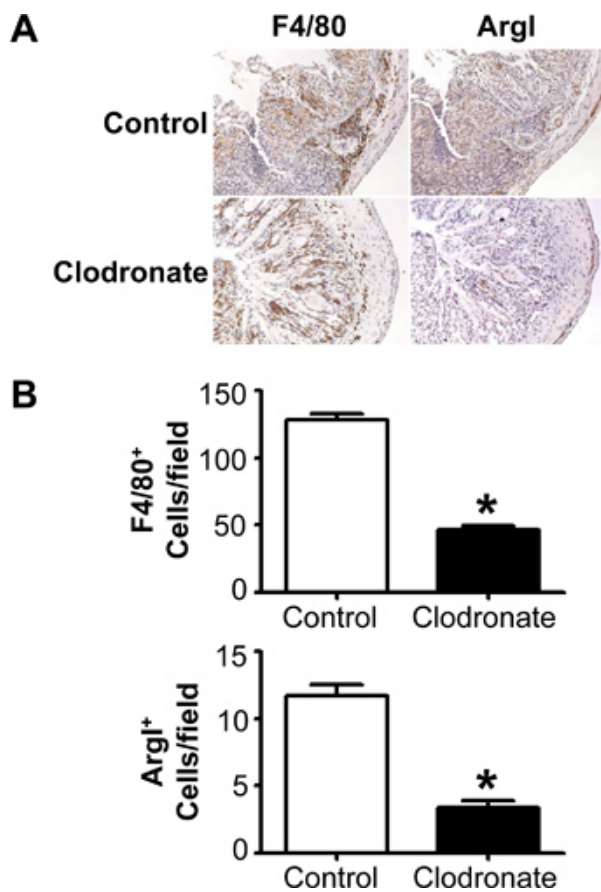 A
F4/80 ArgI
Control
Clodronate
B
F4/80+
Cells/field
150
100
50
0
*
Control Clodronate
ArgI+
Cells/field
15
10
5
0
*
Control Clodronate